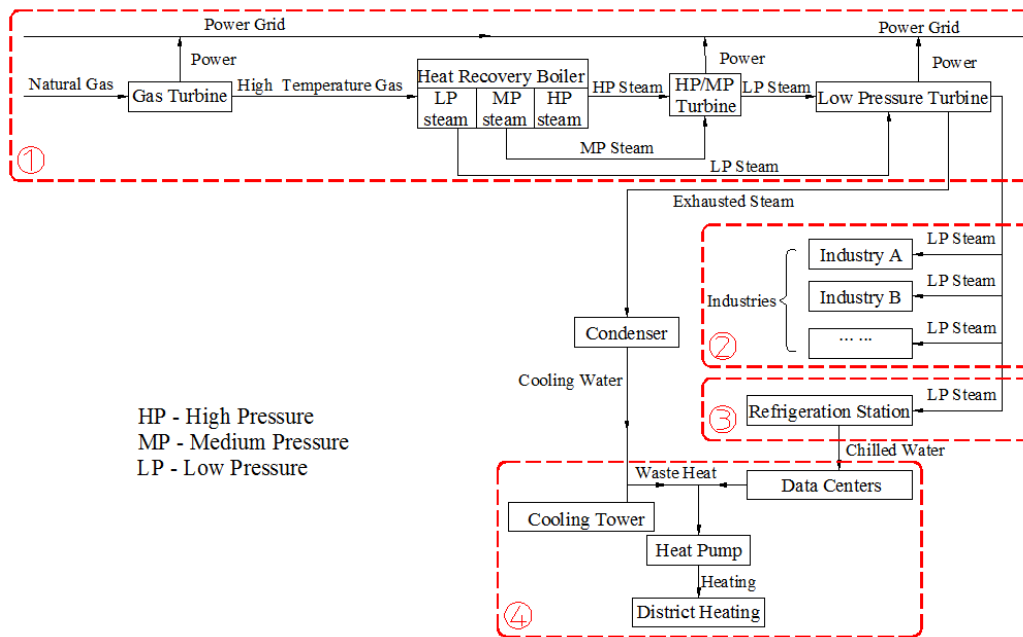 Power Grid
Power Grid
Power
Power
Power
Natural Gas
Gas Turbine
High Temperature Gas
Heat Recovery Boiler
LP steam
MP steam
HP steam
HP Steam
HP/MP Turbine
LP Steam
Low Pressure Turbine
MP Steam
LP Steam
①
Exhausted Steam
LP Steam
Industry A
LP Steam
Industries
Industry B
LP Steam
... ...
②
Condenser
Cooling Water
LP Steam
Refrigeration Station
③
Chilled Water
HP - High Pressure
MP - Medium Pressure
LP - Low Pressure
Waste Heat
Data Centers
Cooling Tower
Heat Pump
Heating
District Heating
④